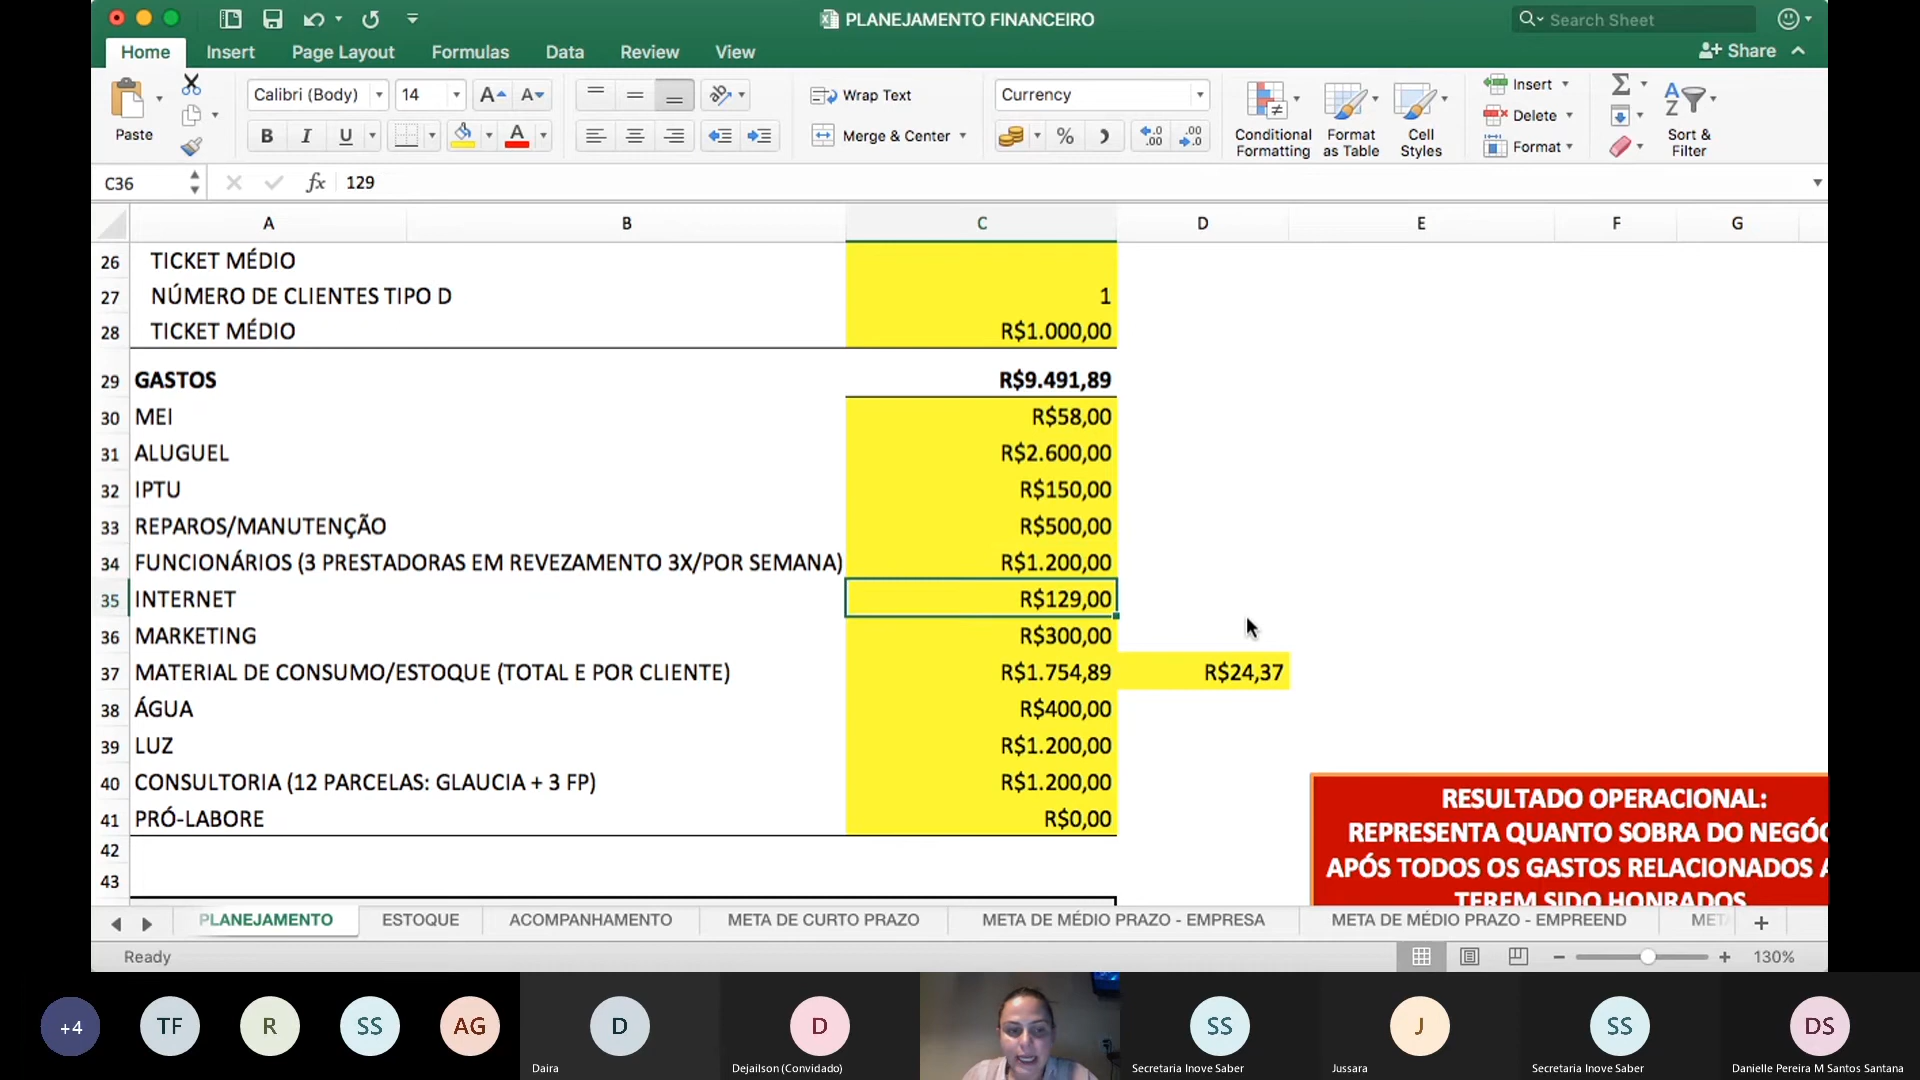 PLANEJAMENTO FINANCEIRO
Search Sheet
Home Insert Page Layout Formulas Data Review View
Share
Paste
Calibri (Body) 14
Wrap Text
Merge & Center
Currency
Conditional Formatting
Format as Table
Cell Styles
Insert
Delete
Format
Sort & Filter
C36 fx 129
A B C D E F G
26 TICKET MÉDIO
27 NÚMERO DE CLIENTES TIPO D 1
28 TICKET MÉDIO R$1.000,00
29 GASTOS R$9.491,89
30 MEI R$58,00
31 ALUGUEL R$2.600,00
32 IPTU R$150,00
33 REPAROS/MANUTENÇÃO R$500,00
34 FUNCIONÁRIOS (3 PRESTADORAS EM REVEZAMENTO 3X/POR SEMANA) R$1.200,00
35 INTERNET R$129,00
36 MARKETING R$300,00
37 MATERIAL DE CONSUMO/ESTOQUE (TOTAL E POR CLIENTE) R$1.754,89 R$24,37
38 ÁGUA R$400,00
39 LUZ R$1.200,00
40 CONSULTORIA (12 PARCELAS: GLAUCIA + 3 FP) R$1.200,00
41 PRÓ-LABORE R$0,00
42
43
RESULTADO OPERACIONAL:
REPRESENTA QUANTO SOBRA DO NEGÓC
APÓS TODOS OS GASTOS RELACIONADOS A
TEREM SIDO HONRADOS
PLANEJAMENTO ESTOQUE ACOMPANHAMENTO META DE CURTO PRAZO META DE MÉDIO PRAZO - EMPRESA META DE MÉDIO PRAZO - EMPREEND MET
Ready
130%
+4 TF R SS AG D D SS J SS DS
Daira Dejailson (Convidado) Secretaria Inove Saber Jussara Secretaria Inove Saber Danielle Pereira M Santos Santana